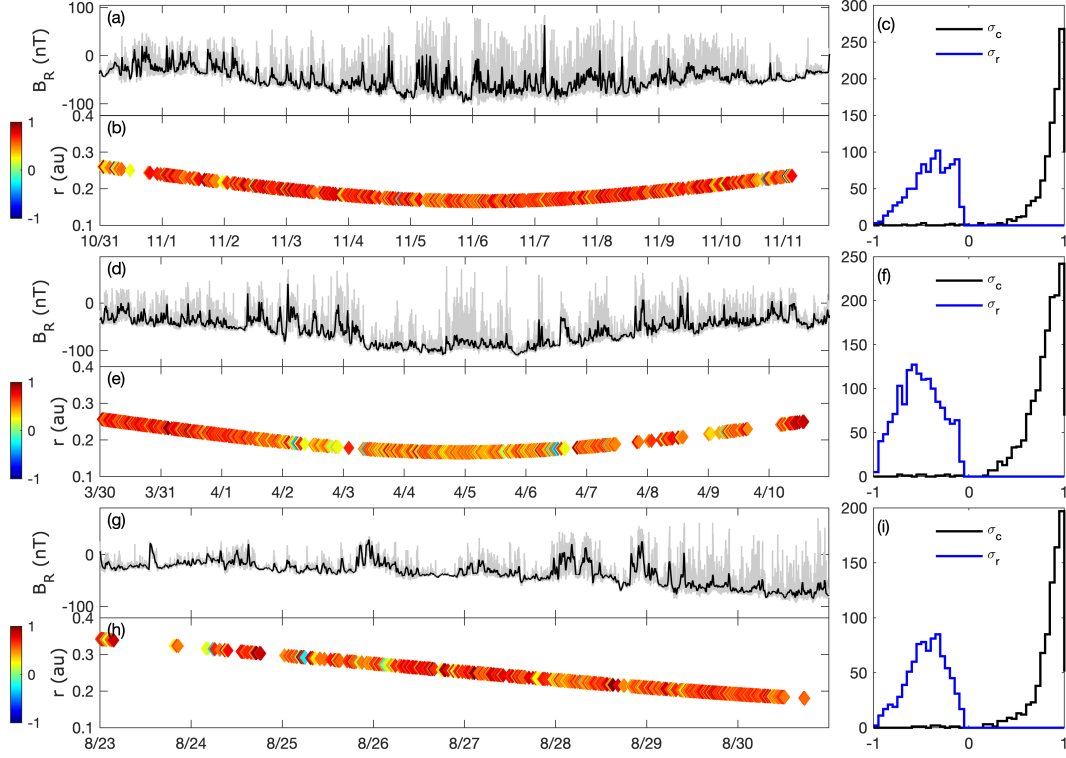 (a)
B_R (nT)
0
-100
(b)
1
0
-1
r (au)
0.4
0.3
0.2
0.1
10/31 11/1 11/2 11/3 11/4 11/5 11/6 11/7 11/8 11/9 11/10 11/11
(c)
σ_c
σ_r
300
250
200
150
100
50
0
-1 0 1
(d)
B_R (nT)
0
-100
(e)
1
0
-1
r (au)
0.4
0.3
0.2
0.1
3/30 3/31 4/1 4/2 4/3 4/4 4/5 4/6 4/7 4/8 4/9 4/10
(f)
σ_c
σ_r
250
200
150
100
50
0
-1 0 1
(g)
B_R (nT)
0
-100
(h)
1
0
-1
r (au)
0.4
0.3
0.2
0.1
8/23 8/24 8/25 8/26 8/27 8/28 8/29 8/30
(i)
σ_c
σ_r
200
150
100
50
0
-1 0 1